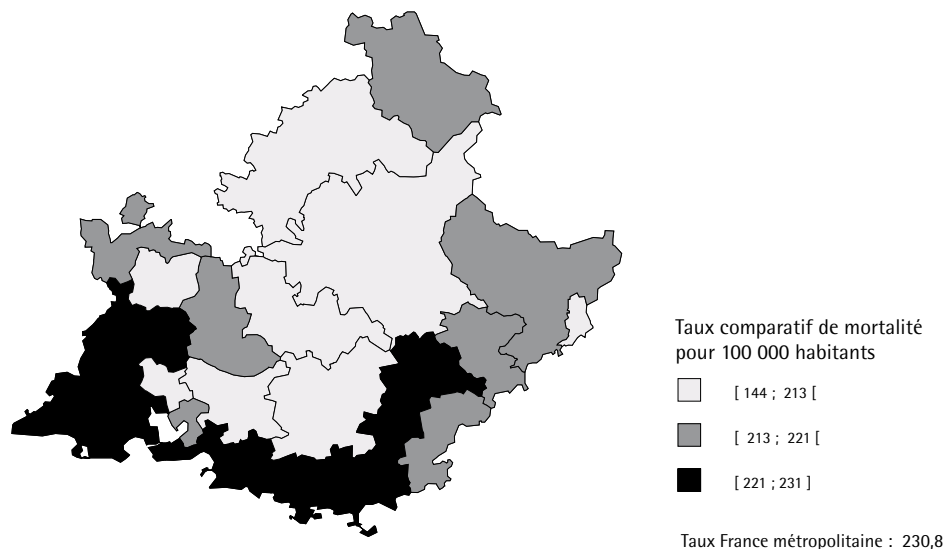 Taux comparatif de mortalité
pour 100 000 habitants
[ 144 ; 213 [
[ 213 ; 221 [
[ 221 ; 231 ]
Taux France métropolitaine : 230,8